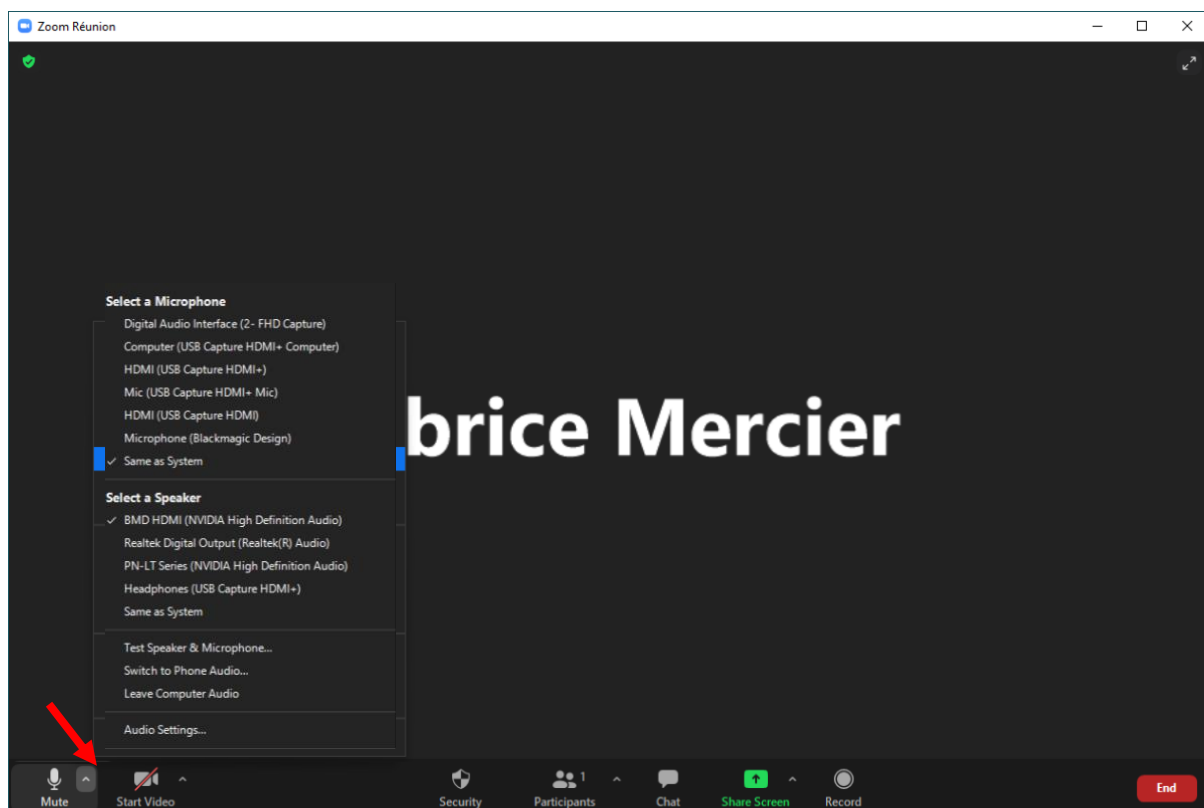 Zoom Réunion
Select a Microphone
Digital Audio Interface (2- FHD Capture)
Computer (USB Capture HDMI+ Computer)
HDMI (USB Capture HDMI+)
Mic (USB Capture HDMI+ Mic)
HDMI (USB Capture HDMI)
Microphone (Blackmagic Design)
Same as System
brice Mercier
Select a Speaker
BMD HDMI (NVIDIA High Definition Audio)
Realtek Digital Output (Realtek(R) Audio)
PN-LT Series (NVIDIA High Definition Audio)
Headphones (USB Capture HDMI+)
Same as System
Test Speaker & Microphone...
Switch to Phone Audio...
Leave Computer Audio
Audio Settings...
Mute Start Video Security Participants 1 Chat Share Screen Record End